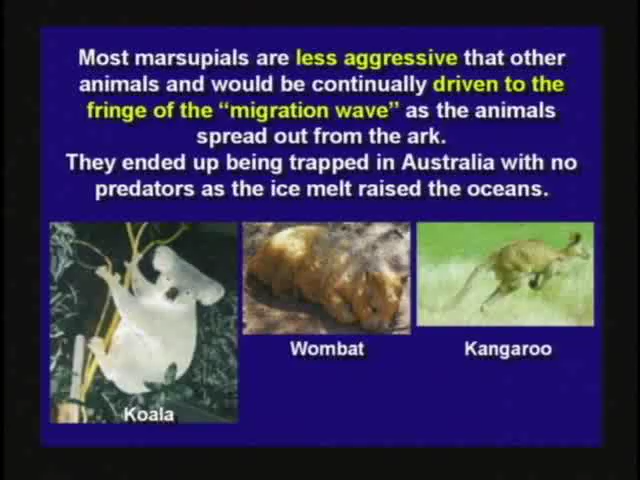 Most marsupials are less aggressive that other
animals and would be continually driven to the
fringe of the “migration wave” as the animals
spread out from the ark.
They ended up being trapped in Australia with no
predators as the ice melt raised the oceans.
Wombat
Kangaroo
Koala